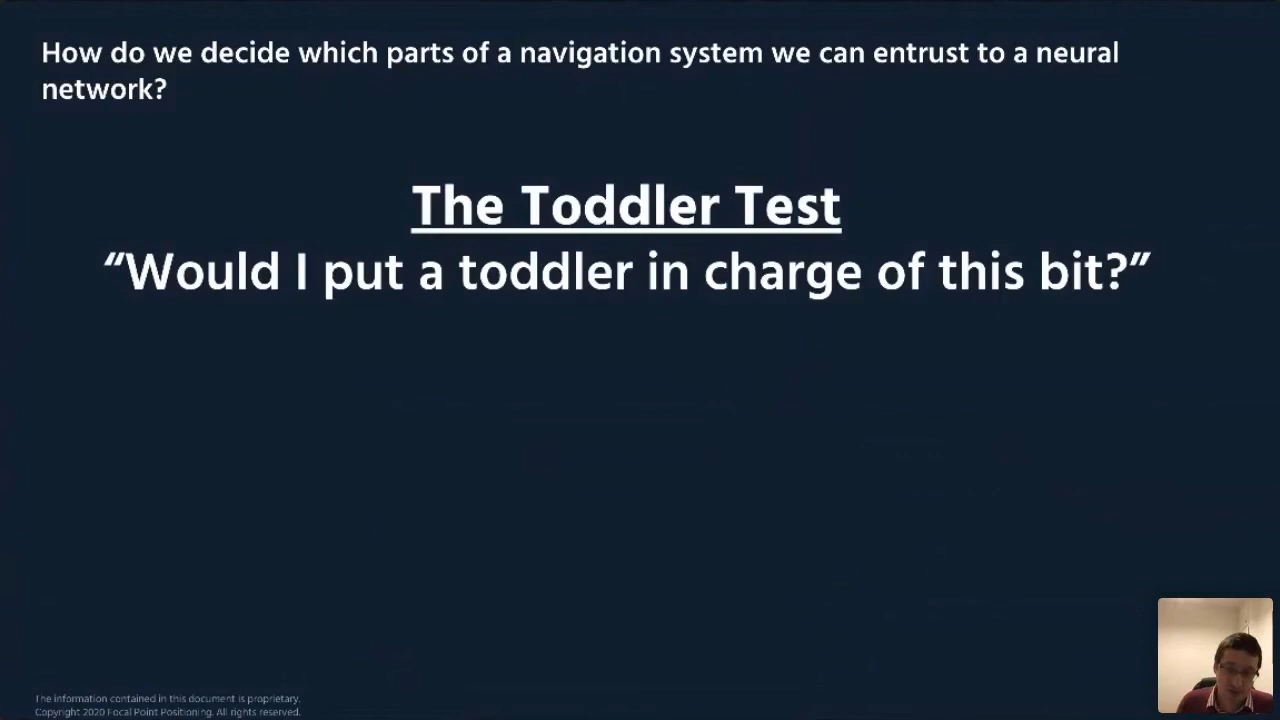 How do we decide which parts of a navigation system we can entrust to a neural
network?
The Toddler Test
“Would I put a toddler in charge of this bit?”
The information contained in this document is proprietary.
Copyright 2020 Focal Point Positioning. All rights reserved.